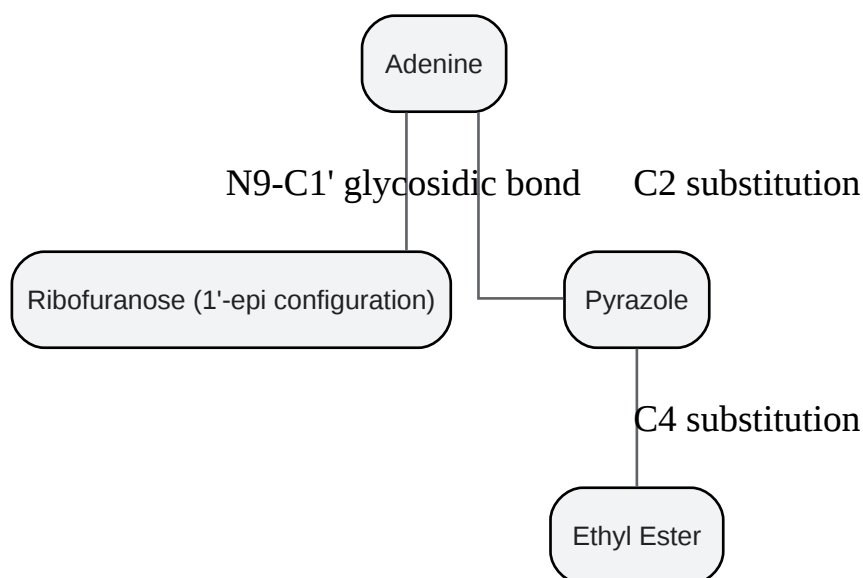 Adenine
N9-C1' glycosidic bond
C2 substitution
Ribofuranose (1'-epi configuration)
Pyrazole
C4 substitution
Ethyl Ester